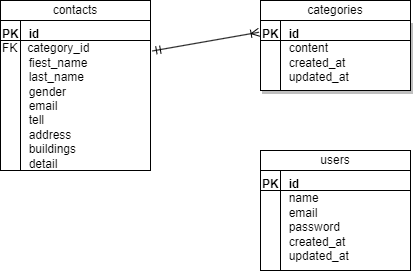 contacts
PK id
FK category_id
fiest_name
last_name
gender
email
tell
address
buildings
detail
categories
PK id
content
created_at
updated_at
users
PK id
name
email
password
created_at
updated_at